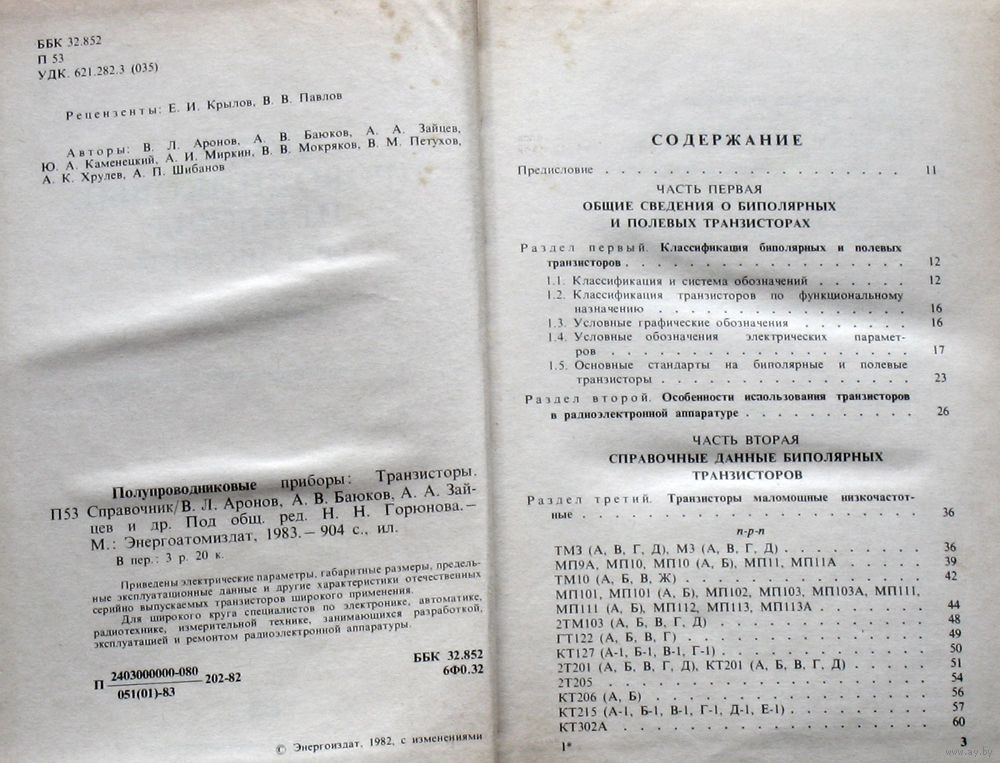 ББК 32.852
П 53
УДК. 621.282.3 (035)
Рецензенты: Е. И. Крылов, В. В. Павлов
Авторы: В. Л. Аронов, А. В. Баюков, А. А. Зайцев,
Ю. А. Каменецкий, А. И. Миркин, В. В. Мокряков, В. М. Петухов,
А. К. Хрулев, А. П. Шибанов
Полупроводниковые приборы: Транзисторы.
П53 Справочник/В. Л. Аронов, А. В. Баюков, А. А. Зай-
цев и др. Под общ. ред. Н. Н. Горюнова.—
М.: Энергоатомиздат, 1983.— 904 с., ил.
В пер.: 3 р. 20 к.
Приведены электрические параметры, габаритные размеры, предель-
ные эксплуатационные данные и другие характеристики отечественных
серийно выпускаемых транзисторов широкого применения.
Для широкого круга специалистов по электронике, автоматике,
радиотехнике, измерительной технике, занимающихся разработкой,
эксплуатацией и ремонтом радиоэлектронной аппаратуры.
П 2403000000-080 202-82
051(01)-83
ББК 32.852
6Ф0.32
© Энергоиздат, 1982, с изменениями
СОДЕРЖАНИЕ
Предисловие . . . . . . . . . . . . . . . . . . 11
ЧАСТЬ ПЕРВАЯ
ОБЩИЕ СВЕДЕНИЯ О БИПОЛЯРНЫХ
И ПОЛЕВЫХ ТРАНЗИСТОРАХ
Раздел первый. Классификация биполярных и полевых
транзисторов . . . . . . . . . . . . . . . . . 12
1.1. Классификация и система обозначений . . . . . . 12
1.2. Классификация транзисторов по функциональному
назначению . . . . . . . . . . . . . . . . 16
1.3. Условные графические обозначения . . . . . . . 16
1.4. Условные обозначения электрических парамет-
ров . . . . . . . . . . . . . . . . . . . 17
1.5. Основные стандарты на биполярные и полевые
транзисторы . . . . . . . . . . . . . . . 23
Раздел второй. Особенности использования транзисторов
в радиоэлектронной аппаратуре . . . . . . . . . . 26
ЧАСТЬ ВТОРАЯ
СПРАВОЧНЫЕ ДАННЫЕ БИПОЛЯРНЫХ
ТРАНЗИСТОРОВ
Раздел третий. Транзисторы маломощные низкочастот-
ные . . . . . . . . . . . . . . . . . . . . 36
n-p-n
ТМ3 (А, В, Г, Д), М3 (А, В, Г, Д) . . . . . . . . . 36
МП9А, МП10, МП10 (А, Б), МП11, МП11А . . . . . . 39
ТМ10 (А, Б, В, Ж) . . . . . . . . . . . . . . . 42
МП101, МП101 (А, Б), МП102, МП103, МП103А, МП111,
МП111 (А, Б), МП112, МП113, МП113А . . . . . . . 44
2ТМ103 (А, Б, В, Г, Д) . . . . . . . . . . . . . 48
ГТ122 (А, Б, В, Г) . . . . . . . . . . . . . . . 49
КТ127 (А-1, Б-1, В-1, Г-1) . . . . . . . . . . . . 50
2Т201 (А, Б, В, Г, Д), КТ201 (А, Б, В, Г, Д) . . . . . 51
2Т205 . . . . . . . . . . . . . . . . . . . . 54
КТ206 (А, Б) . . . . . . . . . . . . . . . . . 56
КТ215 (А-1, Б-1, В-1, Г-1, Д-1, Е-1) . . . . . . . . 57
КТ302А . . . . . . . . . . . . . . . . . . . 60
1* 3
www.ay.by